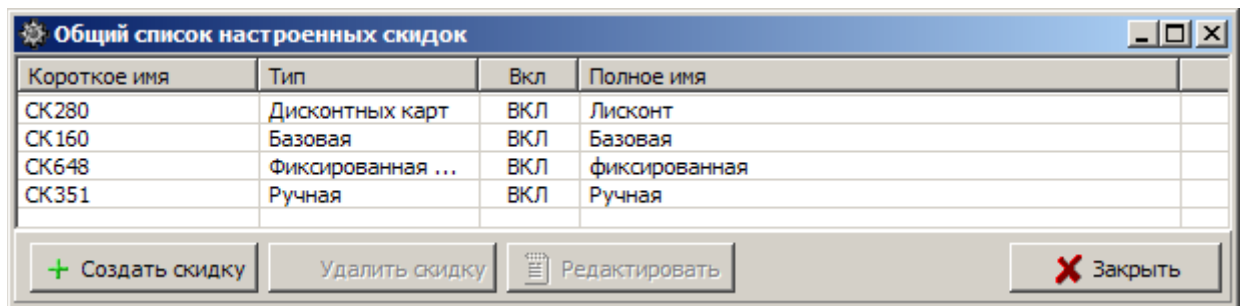 Общий список настроенных скидок
Короткое имя Тип Вкл Полное имя
СК280 Дисконтных карт ВКЛ Лисконт
СК160 Базовая ВКЛ Базовая
СК648 Фиксированная ... ВКЛ фиксированная
СК351 Ручная ВКЛ Ручная
Создать скидку Удалить скидку Редактировать Закрыть